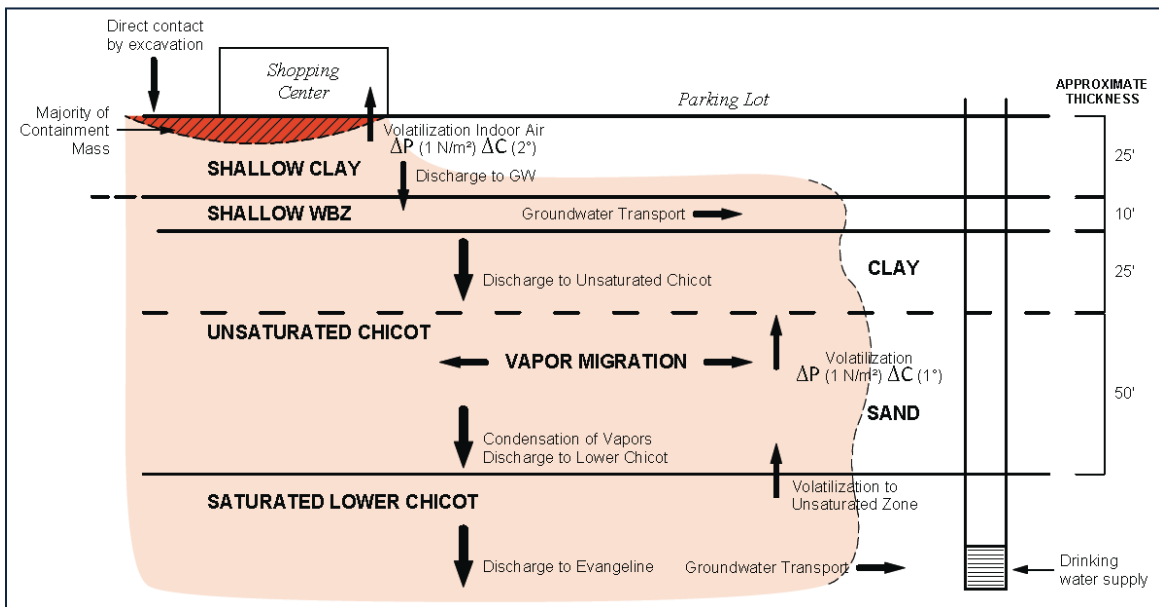 Direct contact
by excavation
Shopping
Center
Parking Lot
APPROXIMATE
THICKNESS
Majority of
Containment
Mass
Volatilization Indoor Air
ΔP (1 N/m²) ΔC (2°)
25'
SHALLOW CLAY
Discharge to GW
SHALLOW WBZ
Groundwater Transport
10'
CLAY
25'
Discharge to Unsaturated Chicot
UNSATURATED CHICOT
VAPOR MIGRATION
Volatilization
ΔP (1 N/m²) ΔC (1°)
50'
SAND
Condensation of Vapors
Discharge to Lower Chicot
SATURATED LOWER CHICOT
Volatilization to
Unsaturated Zone
Discharge to Evangeline
Groundwater Transport
Drinking
water supply